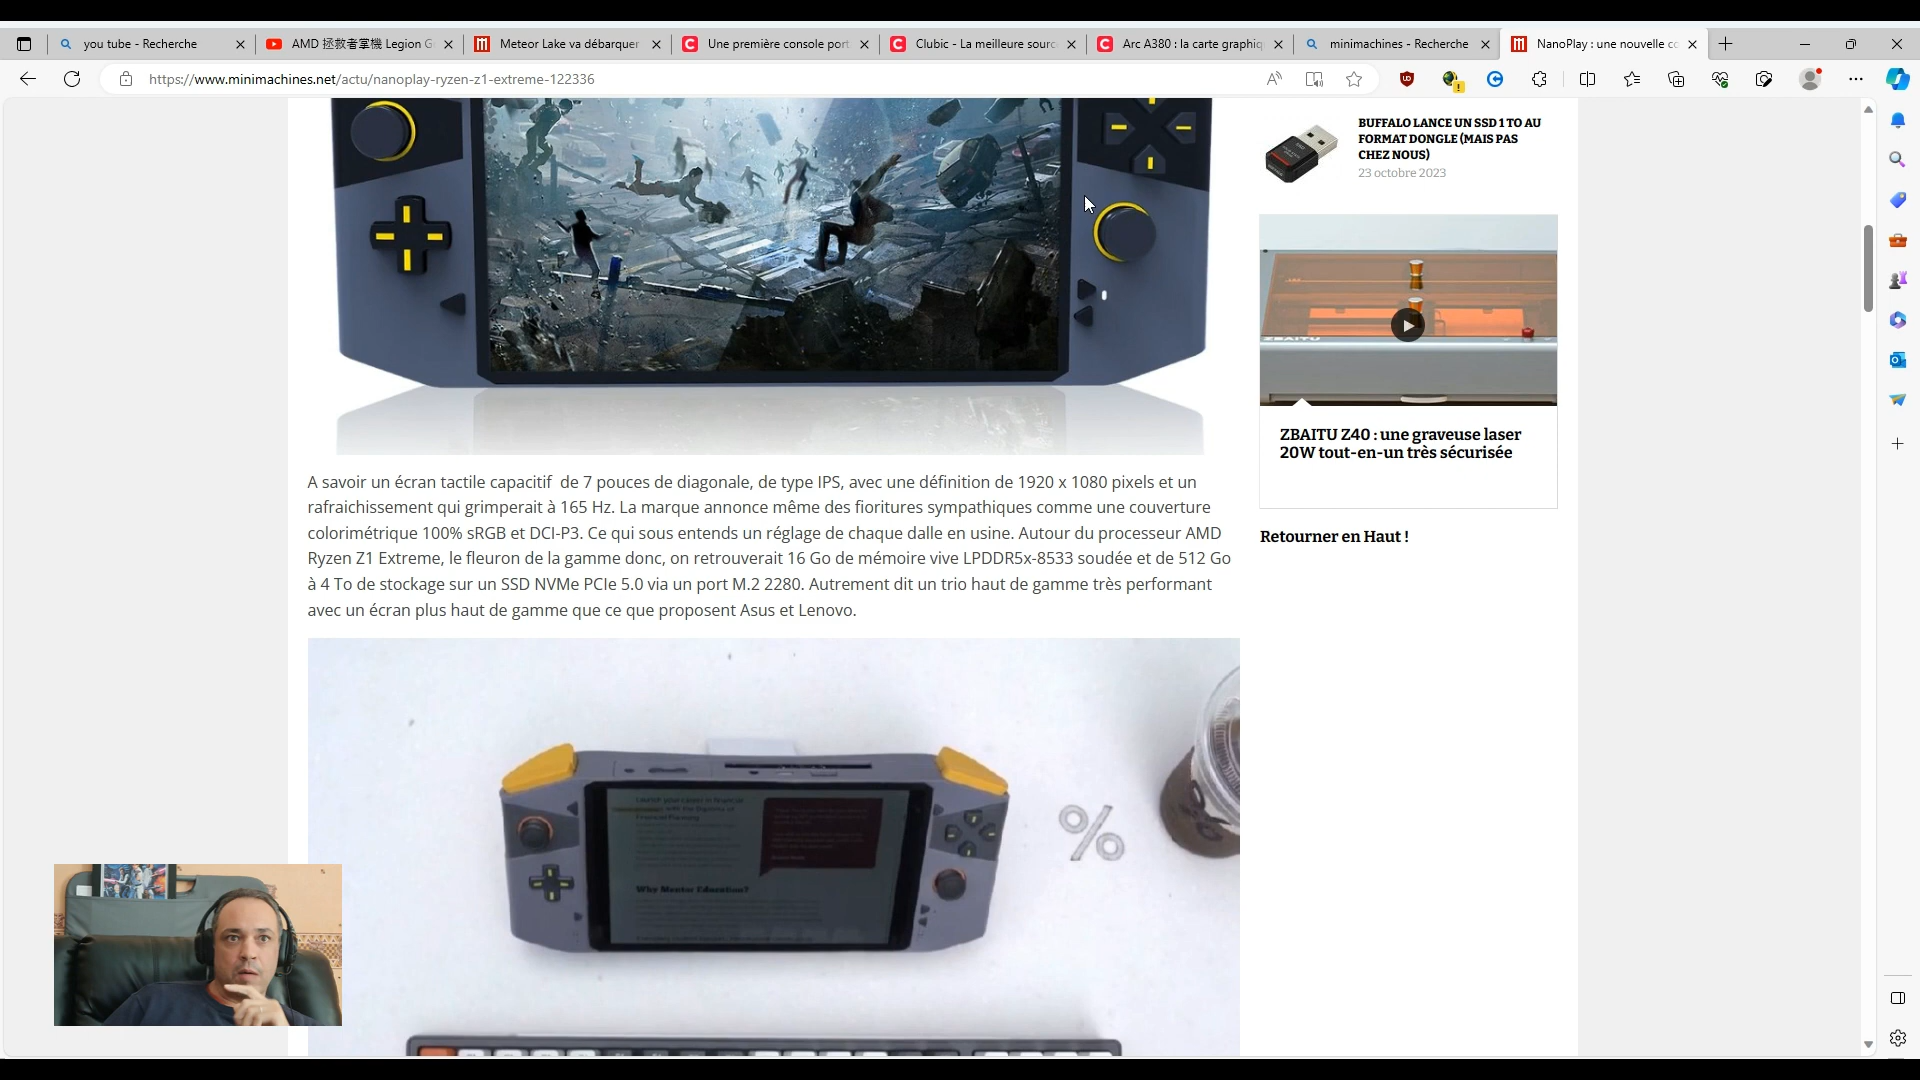 you tube - Recherche
AMD 拯救者掌機 Legion G
Meteor Lake va débarquer
Une première console port
Clubic - La meilleure sourc
Arc A380 : la carte graphiq
minimachines - Recherche
NanoPlay : une nouvelle co
https://www.minimachines.net/actu/nanoplay-ryzen-z1-extreme-122336
BUFFALO LANCE UN SSD 1 TO AU
FORMAT DONGLE (MAIS PAS
CHEZ NOUS)
23 octobre 2023
ZBAITU
ZBAITU Z40 : une graveuse laser
20W tout-en-un très sécurisée
Retourner en Haut !
A savoir un écran tactile capacitif de 7 pouces de diagonale, de type IPS, avec une définition de 1920 x 1080 pixels et un
rafraichissement qui grimperait à 165 Hz. La marque annonce même des fioritures sympathiques comme une couverture
colorimétrique 100% sRGB et DCI-P3. Ce qui sous entends un réglage de chaque dalle en usine. Autour du processeur AMD
Ryzen Z1 Extreme, le fleuron de la gamme donc, on retrouverait 16 Go de mémoire vive LPDDR5x-8533 soudée et de 512 Go
à 4 To de stockage sur un SSD NVMe PCIe 5.0 via un port M.2 2280. Autrement dit un trio haut de gamme très performant
avec un écran plus haut de gamme que ce que proposent Asus et Lenovo.
%
Why Mentor Education?